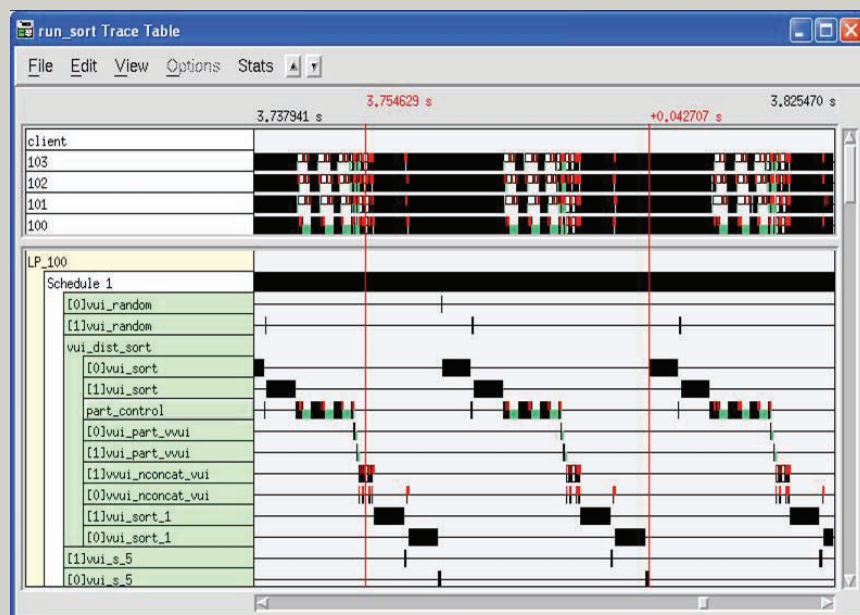 run_sort Trace Table
File Edit View Options Stats
3.754629 s
3.825470 s
3.737941 s
+0.042707 s
client
103
102
101
100
LP_100
Schedule 1
[0]vui_random
[1]vui_random
vui_dist_sort
[0]vui_sort
[1]vui_sort
part_control
[0]vui_part_vvui
[1]vui_part_vvui
[1]vvui_nconcat_vui
[0]vvui_nconcat_vui
[1]vui_sort_1
[0]vui_sort_1
[1]vui_s_5
[0]vui_s_5